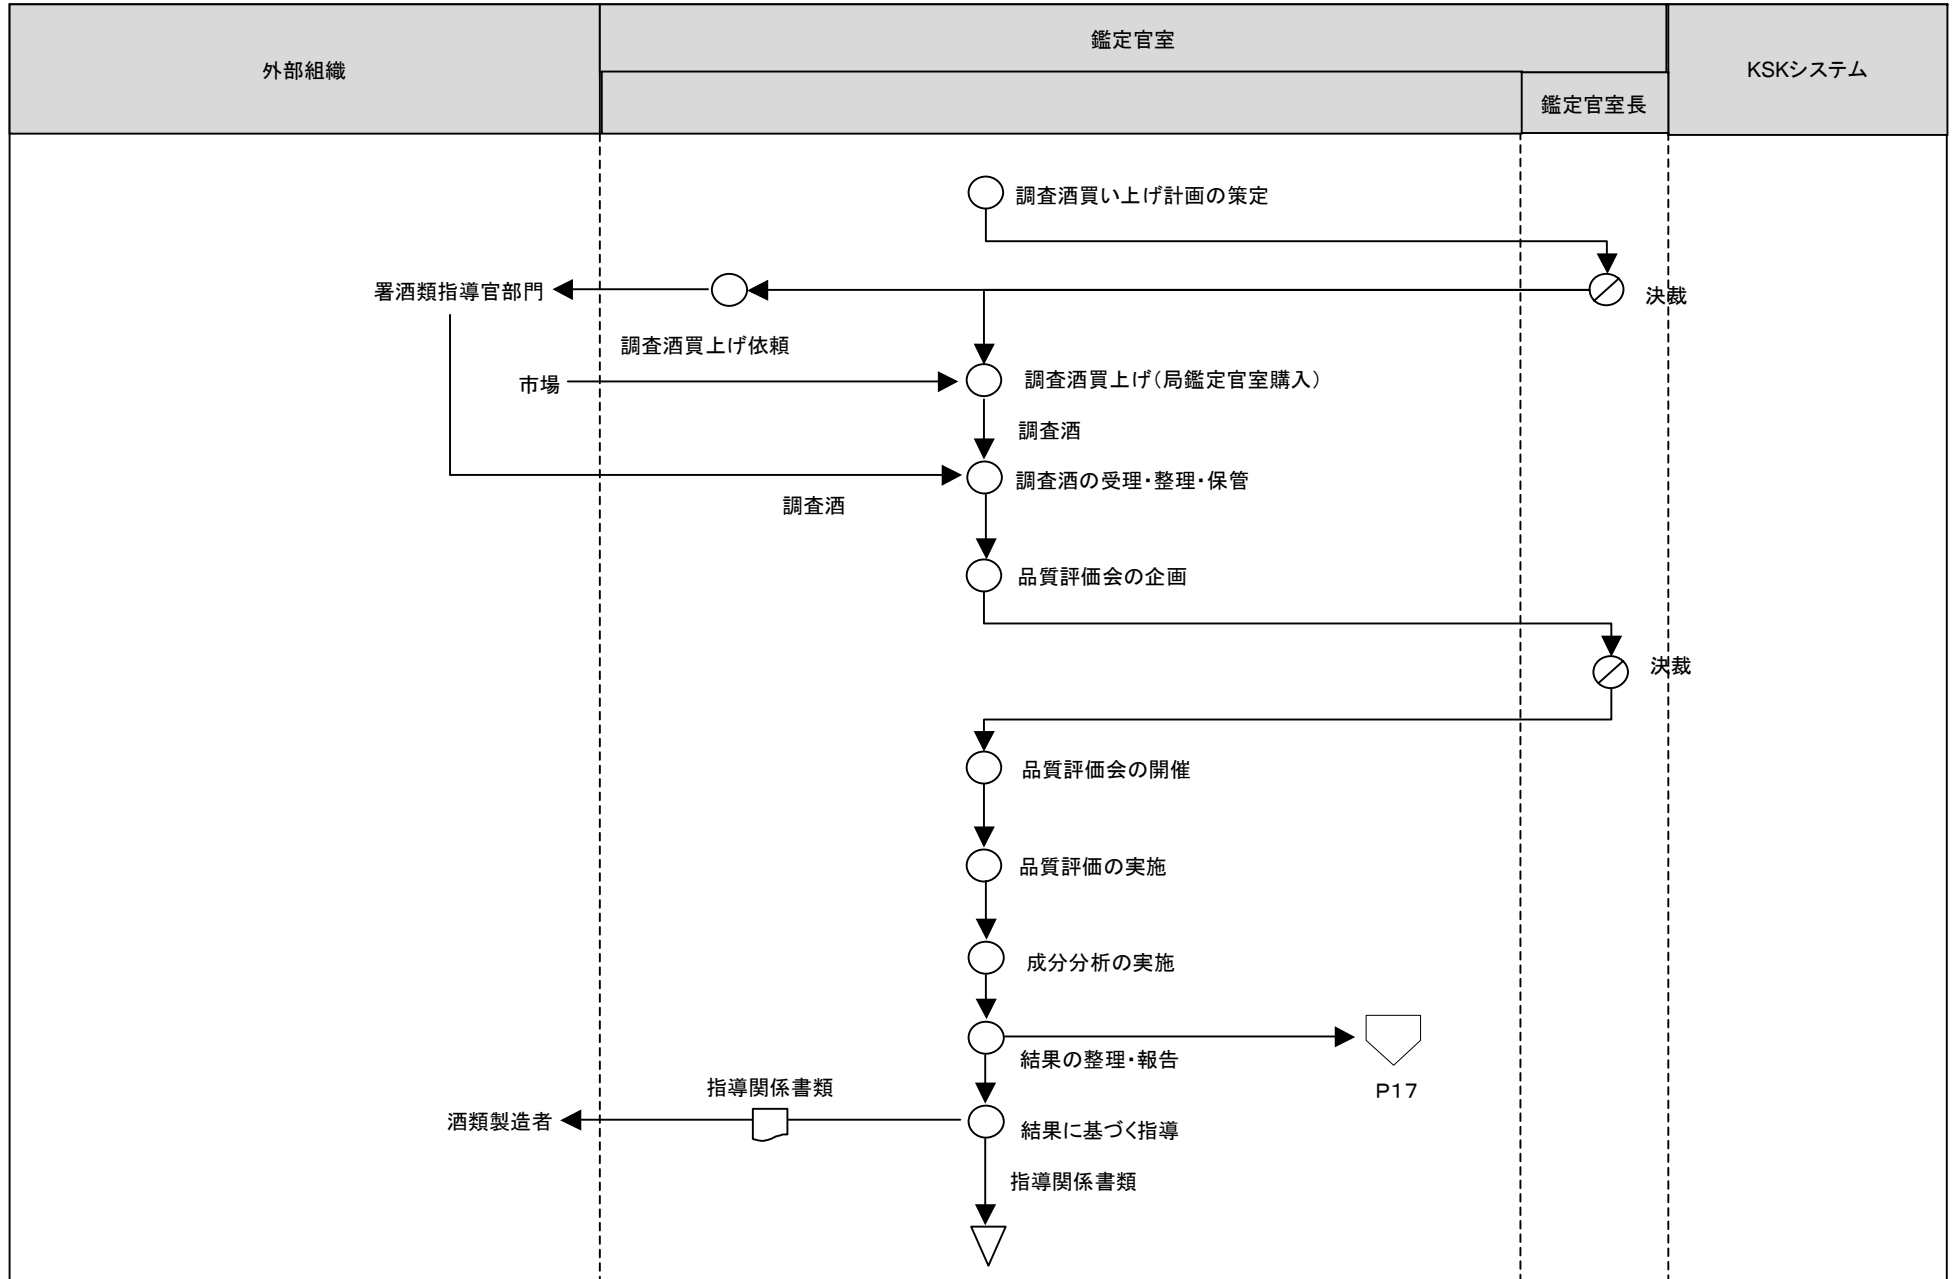 外部組織
鑑定官室
鑑定官室長
KSKシステム
調査酒買い上げ計画の策定
署酒類指導官部門
決裁
調査酒買上げ依頼
市場
調査酒買上げ(局鑑定官室購入)
調査酒
調査酒の受理・整理・保管
調査酒
品質評価会の企画
決裁
品質評価会の開催
品質評価の実施
成分分析の実施
結果の整理・報告
P17
指導関係書類
酒類製造者
結果に基づく指導
指導関係書類